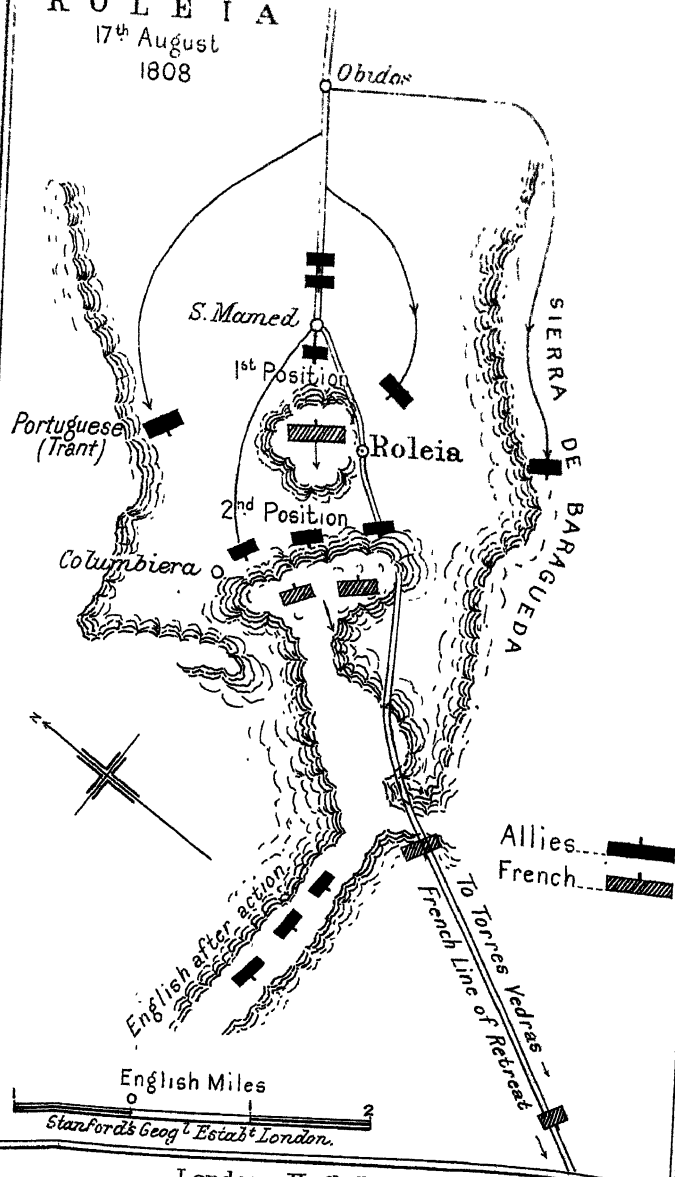 ROLEIA
17th August
1808
Obidos
S. Mamed
1st Position
Portuguese
(Trant)
Roleia
SIERRA DE BARAGUEDA
2nd Position
Columbiera
N
Allies
French
English after action
To Torres Vedras
French Line of Retreat
English Miles
0
2
Stanford's Geogl Estabt London.